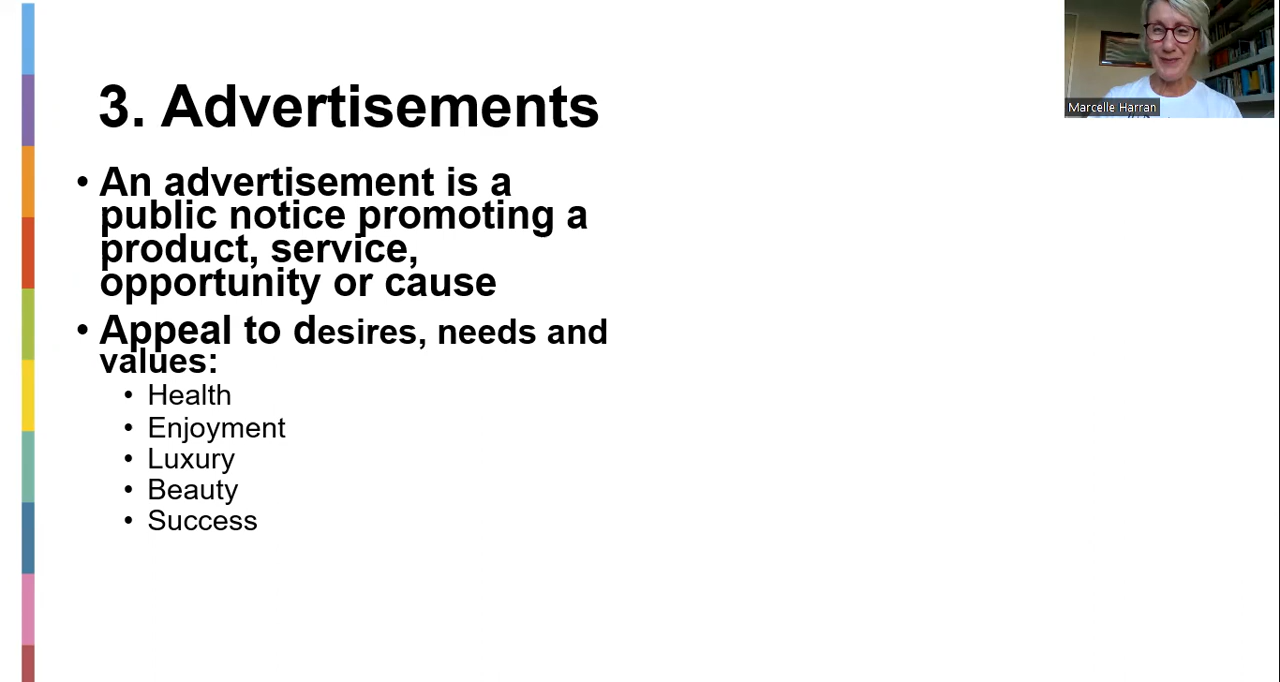 3. Advertisements
• An advertisement is a
public notice promoting a
product, service,
opportunity or cause
• Appeal to desires, needs and
values:
• Health
• Enjoyment
• Luxury
• Beauty
• Success
Marcelle Harran